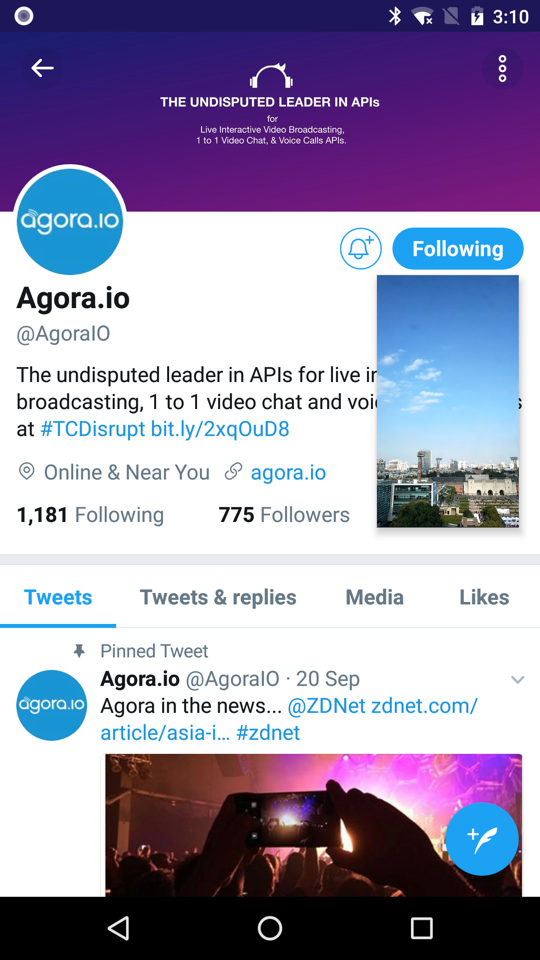 3:10
THE UNDISPUTED LEADER IN APIs
for
Live Interactive Video Broadcasting,
1 to 1 Video Chat, & Voice Calls APIs.
agora.io
Following
Agora.io
@AgoraIO
The undisputed leader in APIs for live in
broadcasting, 1 to 1 video chat and voi s
at #TCDisrupt bit.ly/2xqOuD8
Online & Near You agora.io
1,181 Following 775 Followers
Tweets Tweets & replies Media Likes
Pinned Tweet
Agora.io @AgoraIO · 20 Sep
agora.io
Agora in the news... @ZDNet zdnet.com/
article/asia-i... #zdnet